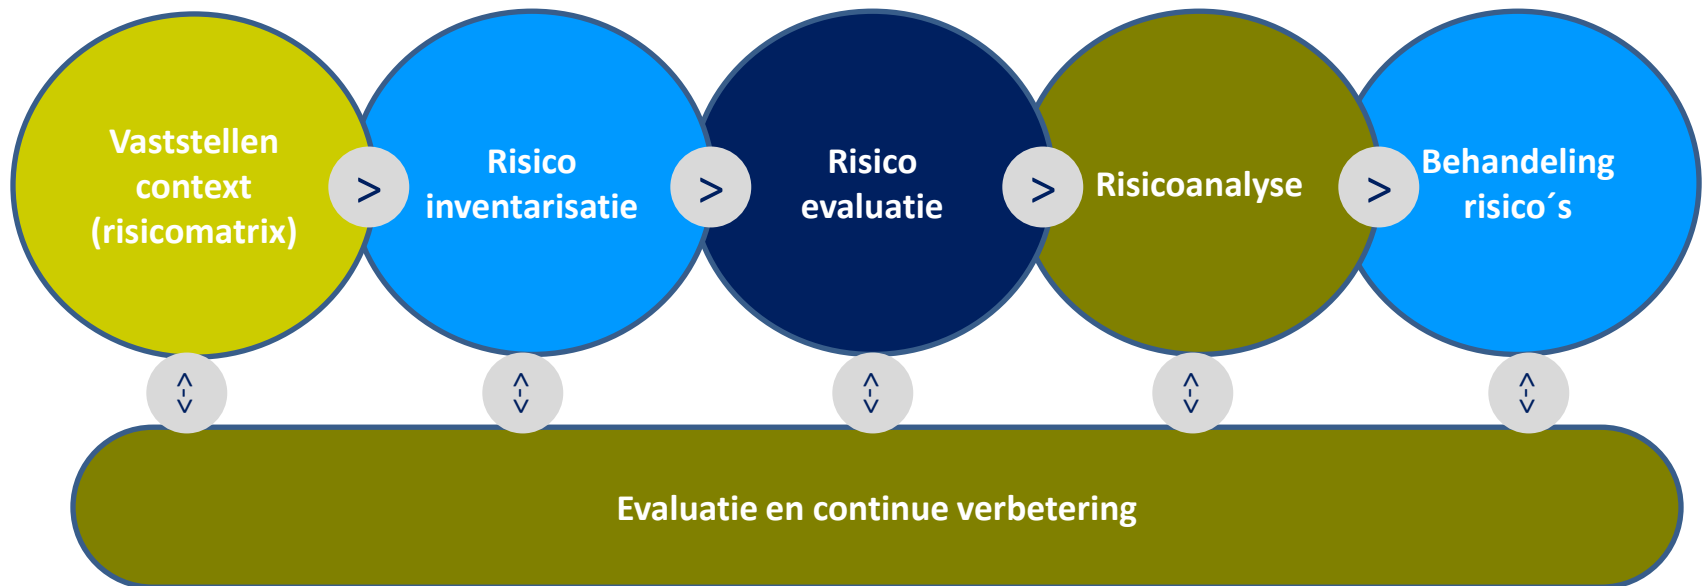 Vaststellen
context
(risicomatrix)
>
Risico
inventarisatie
>
Risico
evaluatie
>
Risicoanalyse
>
Behandeling
risico´s
<->
<->
<->
<->
<->
Evaluatie en continue verbetering